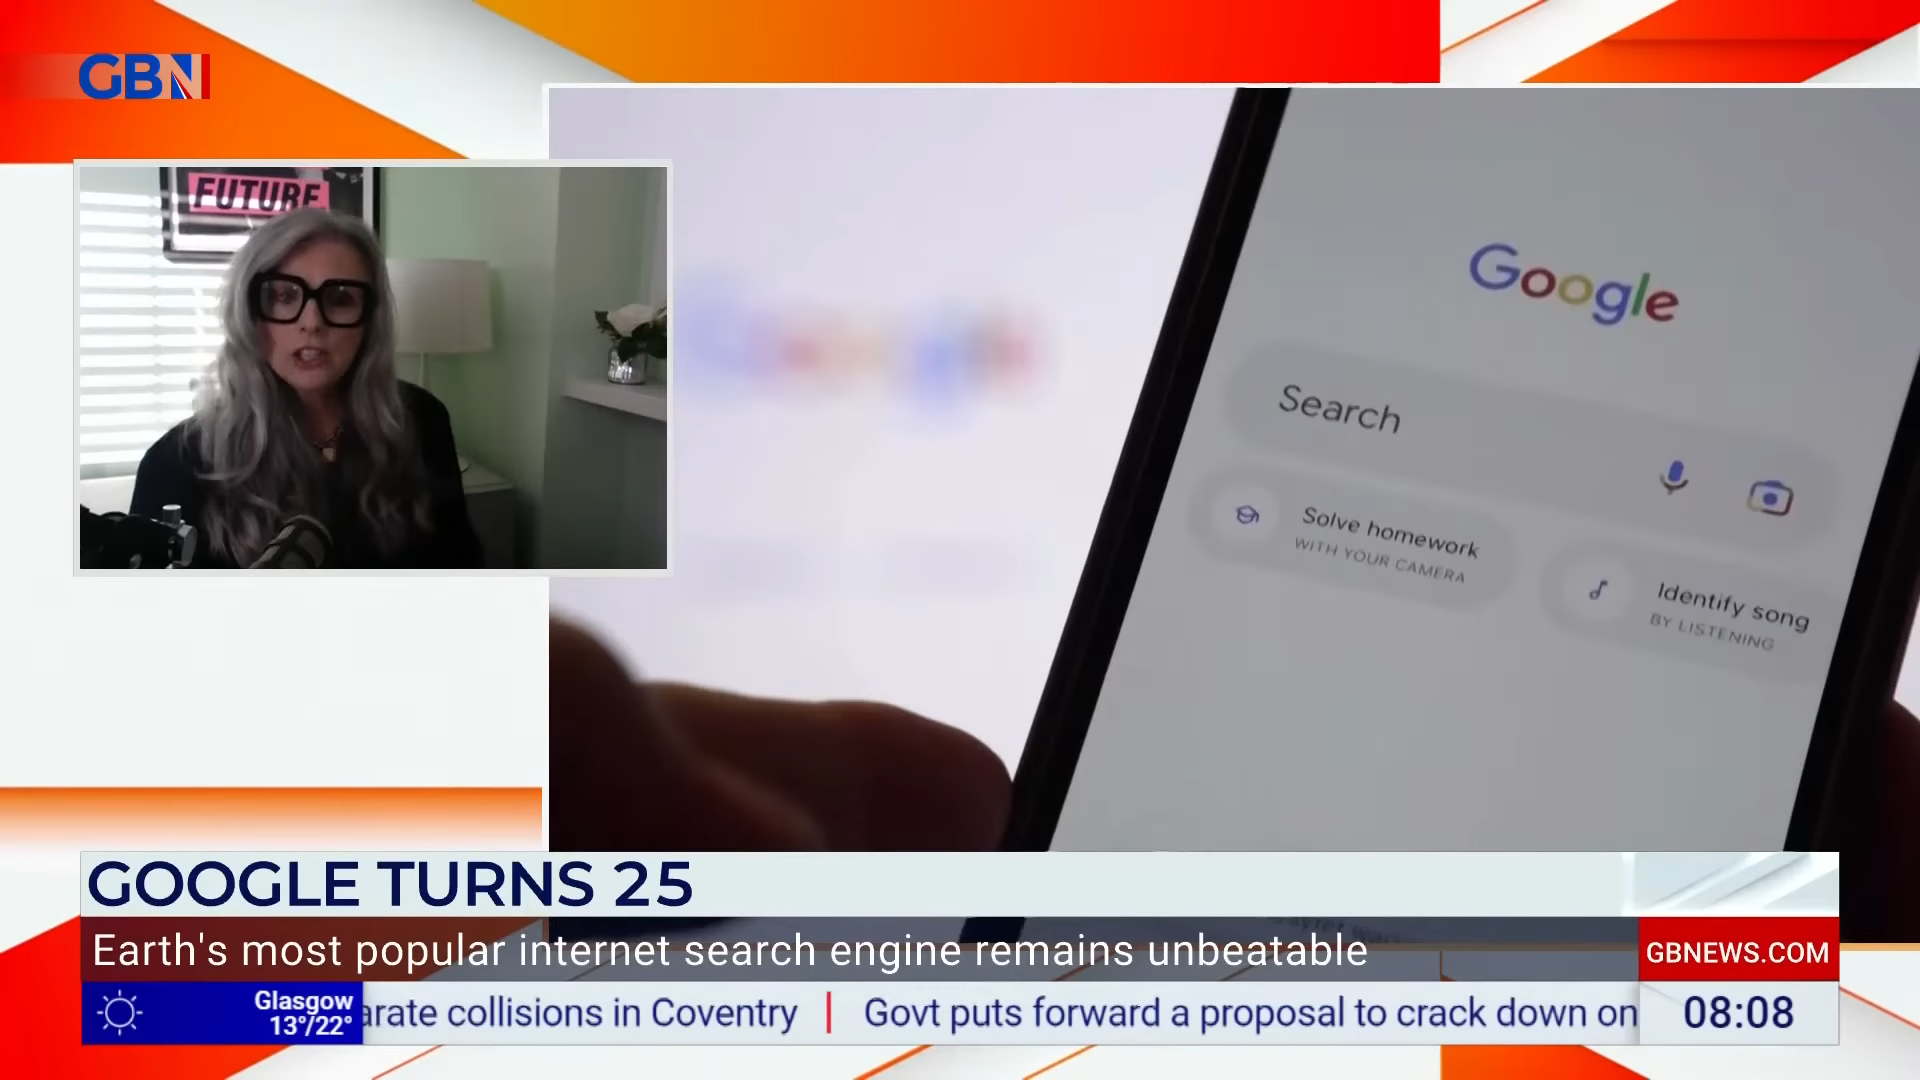 GBN
FUTURE
Google
Google
Search
Solve homework
WITH YOUR CAMERA
Identify song
BY LISTENING
GOOGLE TURNS 25
Earth's most popular internet search engine remains unbeatable
GBNEWS.COM
Glasgow
13°/22°
arate collisions in Coventry | Govt puts forward a proposal to crack down on
08:08